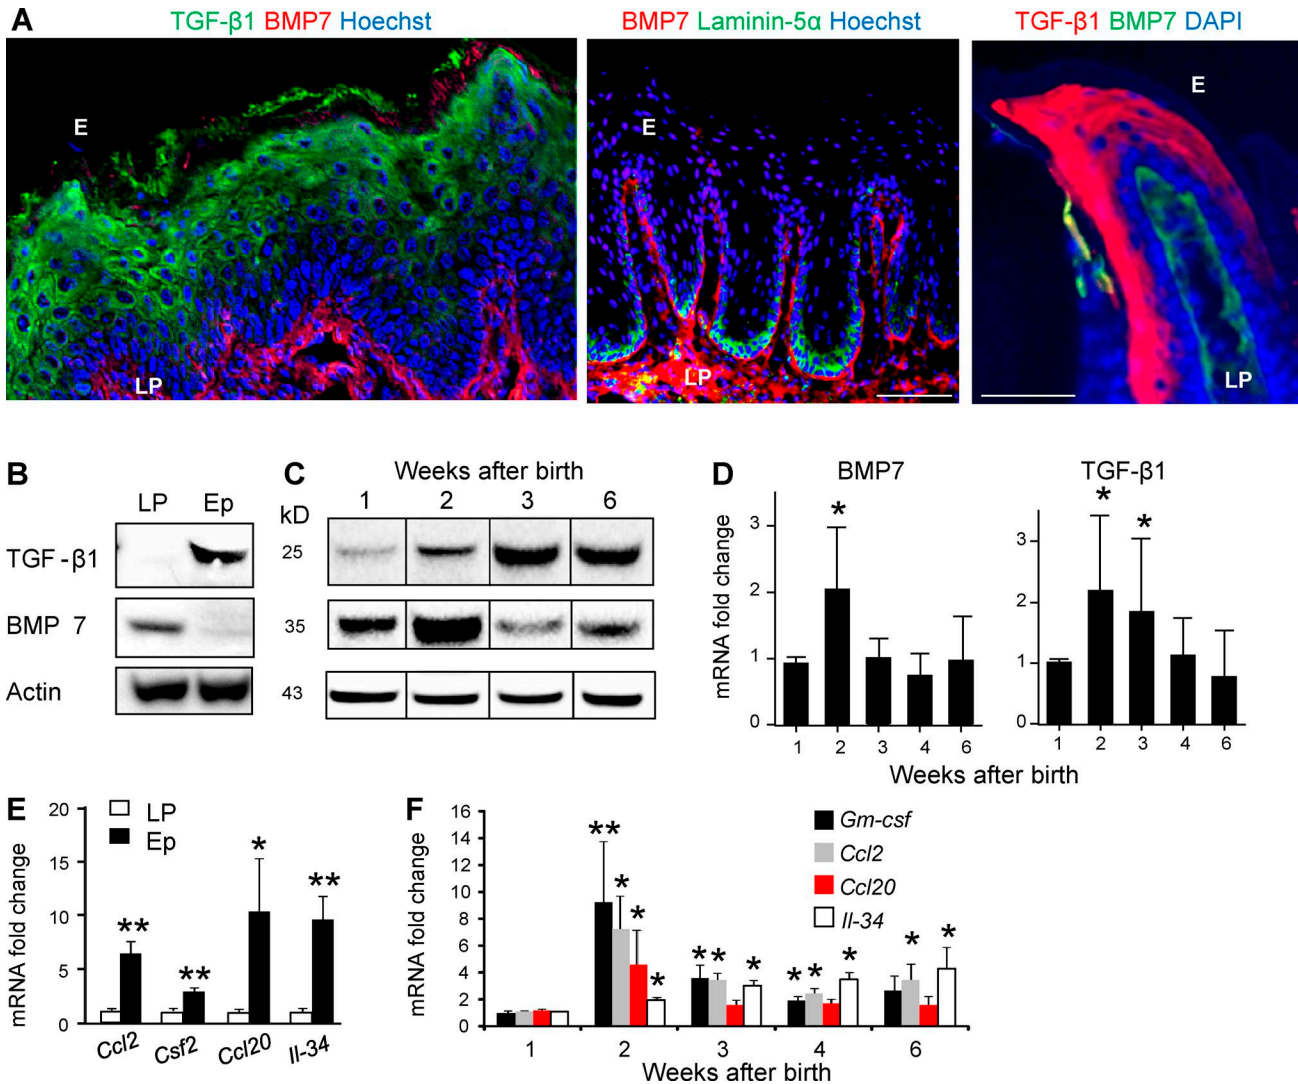 A
TGF-β1 BMP7 Hoechst
BMP7 Laminin-5α Hoechst
TGF-β1 BMP7 DAPI
E
LP
E
LP
E
LP
B
LP Ep
TGF -β1
BMP 7
Actin
C
Weeks after birth
1 2 3 6
kD
25
35
43
D
BMP7
mRNA fold change
3
2
1
0
*
1 2 3 4 6
TGF-β1
3
2
1
0
* *
1 2 3 4 6
Weeks after birth
E
LP
Ep
mRNA fold change
20
15
10
5
0
** ** * **
Ccl2 Csf2 Ccl20 Il-34
F
mRNA fold change
16
14
12
10
8
6
4
2
0
Gm-csf
Ccl2
Ccl20
Il-34
** * * *
* * *
* * *
* *
1 2 3 4 6
Weeks after birth